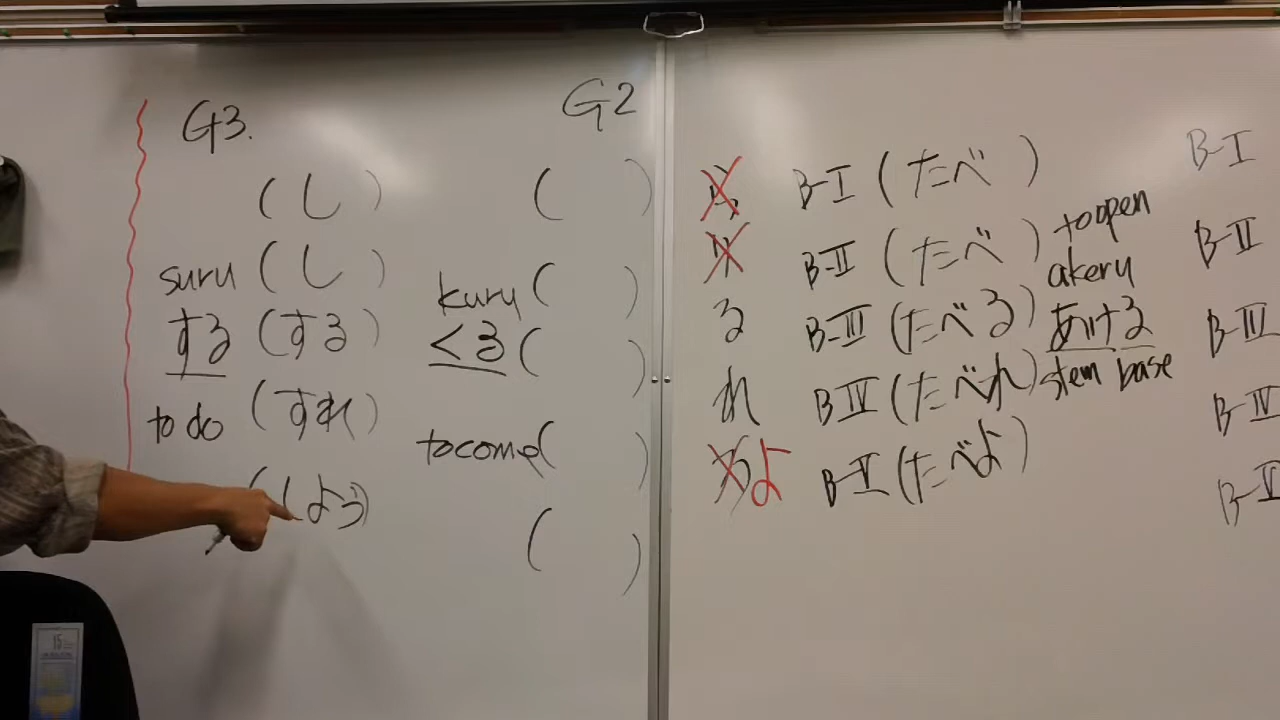 G3.
(し)
suru (し)
する (する)
to do (すれ)
(しよう)
G2
( )
kuru ( )
くる ( )
to come ( )
( )
B-I (たべ)
B-II (たべ)
る B-III (たべる)
れ B IV (たべれ)
よ B-V (たべよ)
to open
akeru
あける
stem base
B-I
B-II
B-III
B-IV
B-V
15